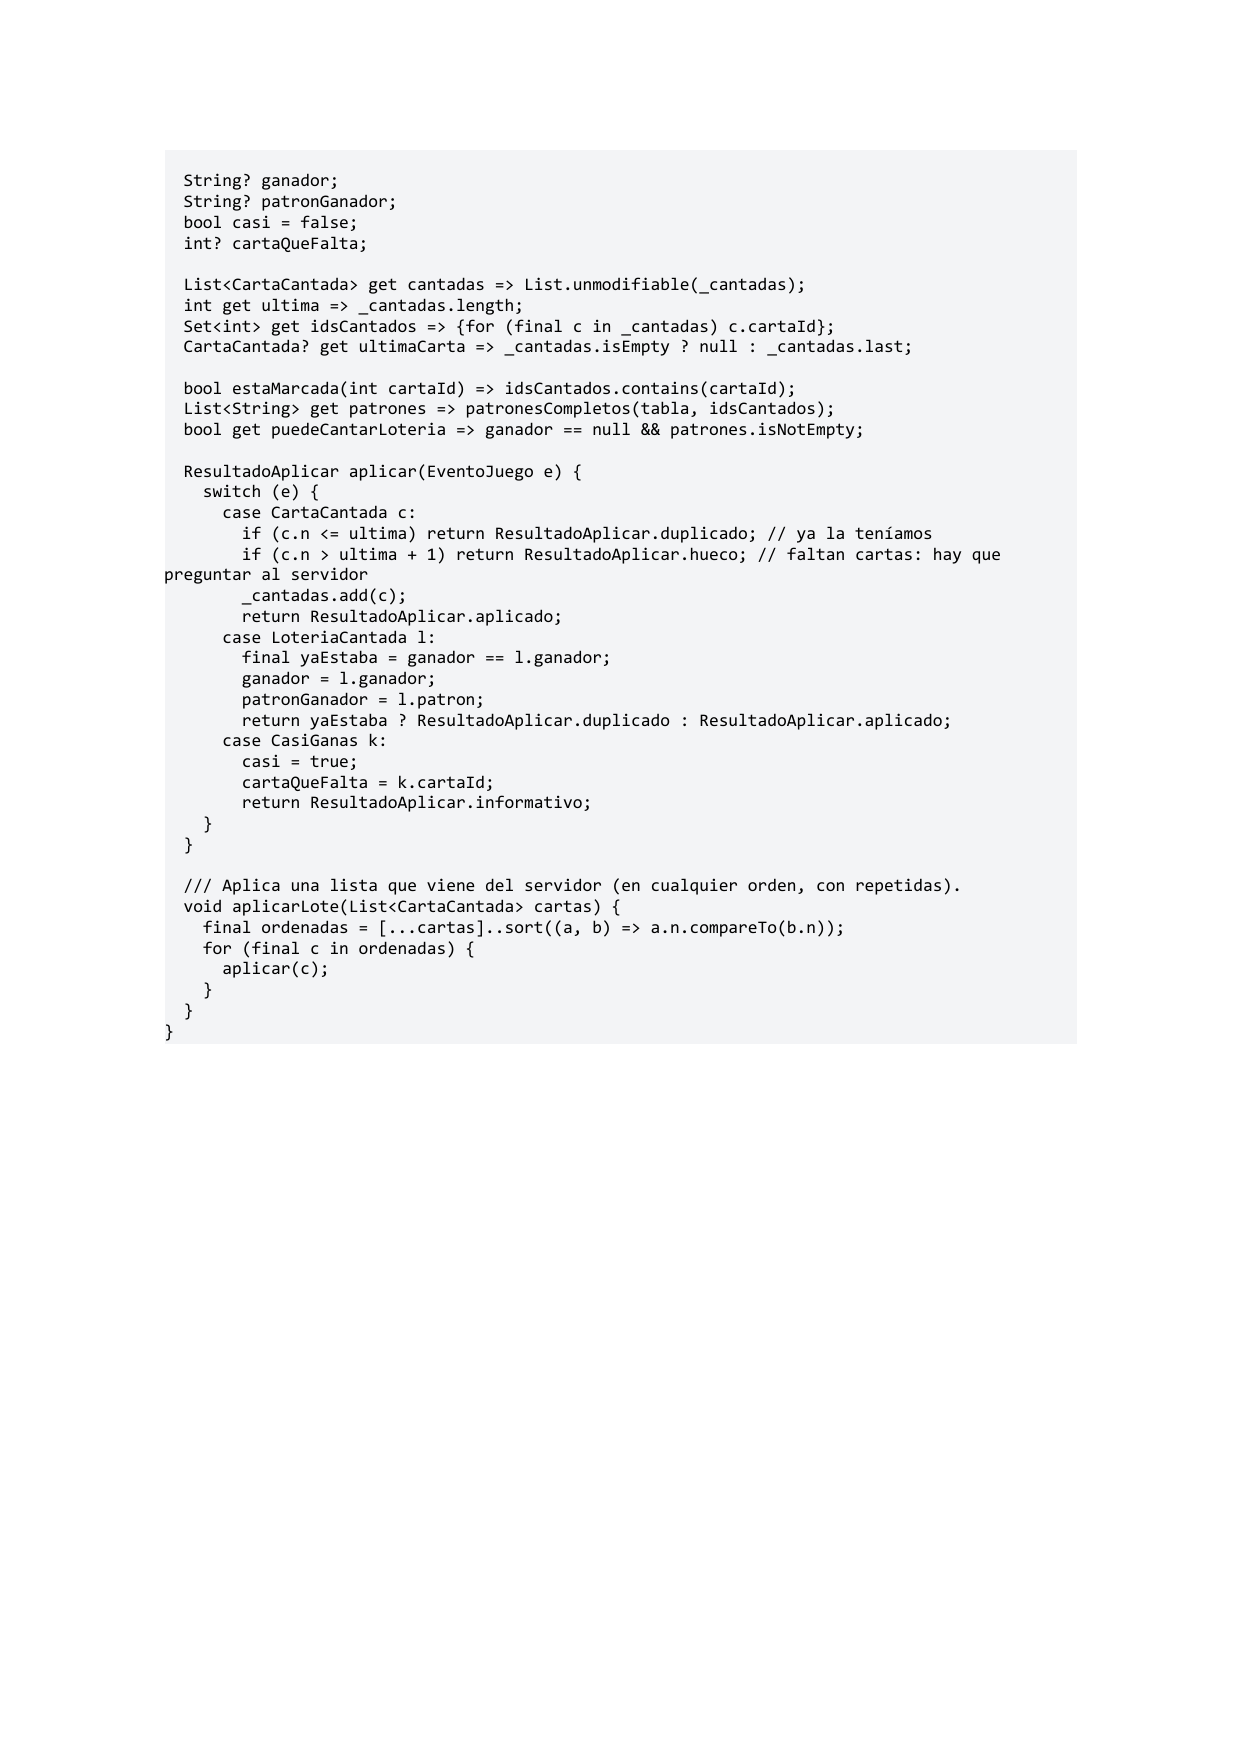 String? ganador;
  String? patronGanador;
  bool casi = false;
  int? cartaQueFalta;

  List<CartaCantada> get cantadas => List.unmodifiable(_cantadas);
  int get ultima => _cantadas.length;
  Set<int> get idsCantados => {for (final c in _cantadas) c.cartaId};
  CartaCantada? get ultimaCarta => _cantadas.isEmpty ? null : _cantadas.last;

  bool estaMarcada(int cartaId) => idsCantados.contains(cartaId);
  List<String> get patrones => patronesCompletos(tabla, idsCantados);
  bool get puedeCantarLoteria => ganador == null && patrones.isNotEmpty;

  ResultadoAplicar aplicar(EventoJuego e) {
    switch (e) {
      case CartaCantada c:
        if (c.n <= ultima) return ResultadoAplicar.duplicado; // ya la teníamos
        if (c.n > ultima + 1) return ResultadoAplicar.hueco; // faltan cartas: hay que
preguntar al servidor
        _cantadas.add(c);
        return ResultadoAplicar.aplicado;
      case LoteriaCantada l:
        final yaEstaba = ganador == l.ganador;
        ganador = l.ganador;
        patronGanador = l.patron;
        return yaEstaba ? ResultadoAplicar.duplicado : ResultadoAplicar.aplicado;
      case CasiGanas k:
        casi = true;
        cartaQueFalta = k.cartaId;
        return ResultadoAplicar.informativo;
    }
  }

  /// Aplica una lista que viene del servidor (en cualquier orden, con repetidas).
  void aplicarLote(List<CartaCantada> cartas) {
    final ordenadas = [...cartas]..sort((a, b) => a.n.compareTo(b.n));
    for (final c in ordenadas) {
      aplicar(c);
    }
  }
}